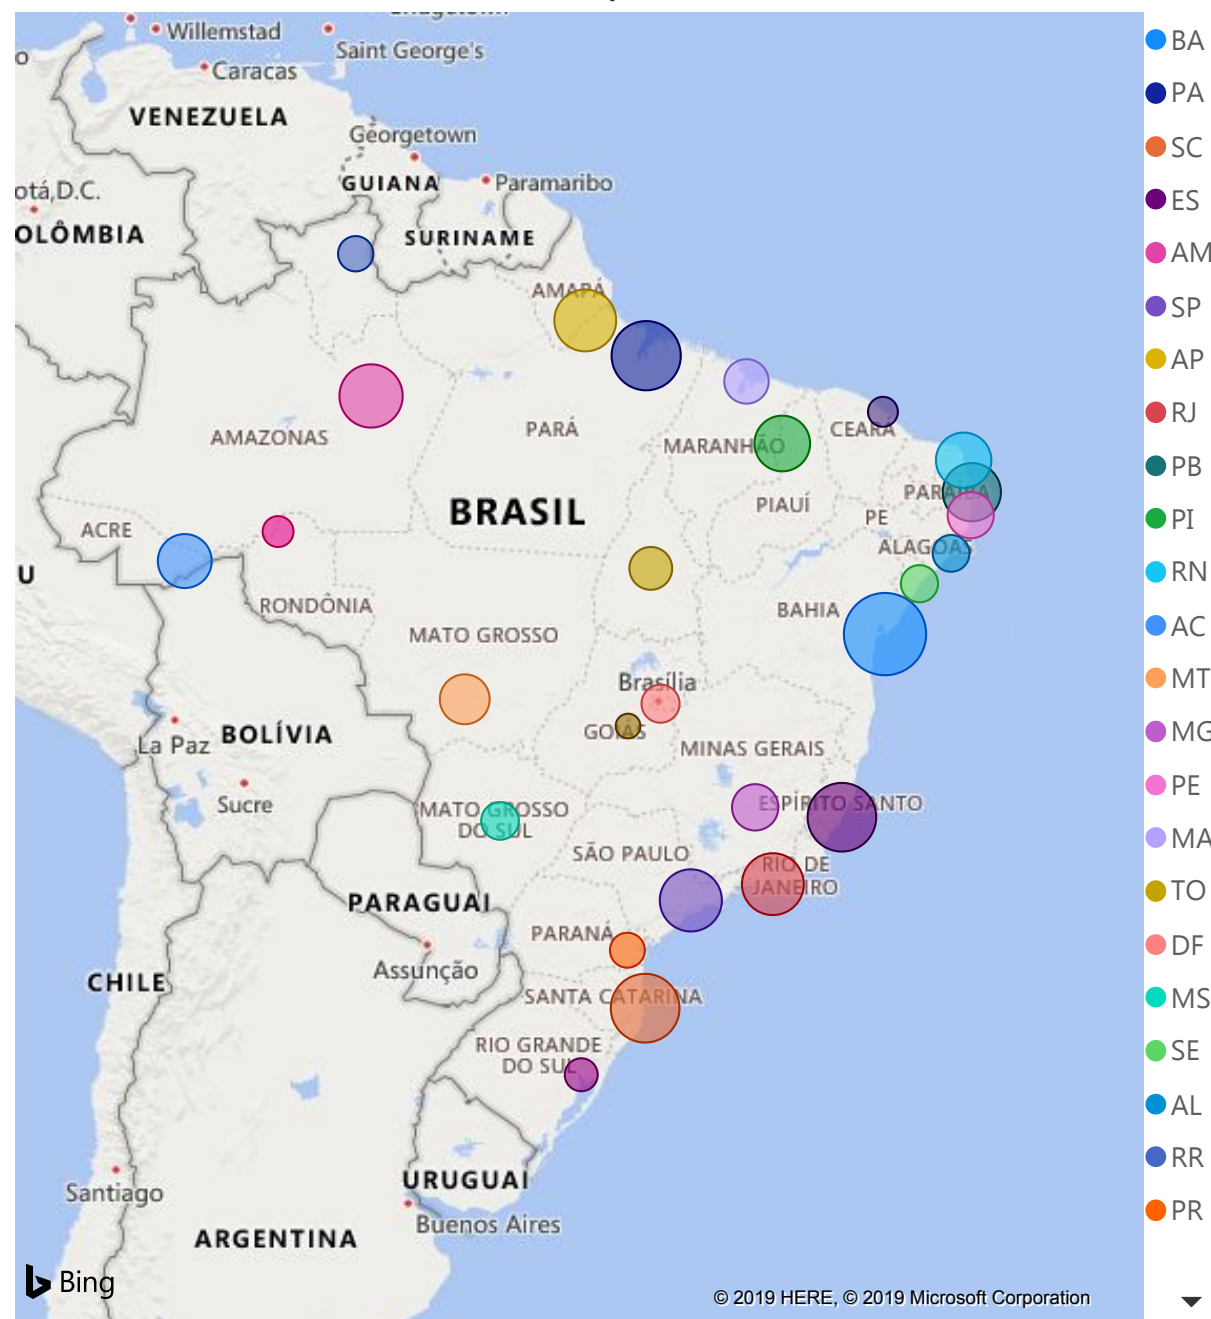 Willemstad
Saint George's
Caracas
VENEZUELA
Georgetown
GUIANA
Paramaribo
otá,D.C.
OLÔMBIA
SURINAME
AMAPÁ
AMAZONAS
PARÁ
MARANHÃO
CEARÁ
PARAÍBA
PIAUÍ
PE
BRASIL
ACRE
ALAGOAS
U
RONDÔNIA
BAHIA
MATO GROSSO
Brasília
GOIÁS
La Paz
BOLÍVIA
MINAS GERAIS
Sucre
MATO GROSSO
DO SUL
ESPÍRITO SANTO
SÃO PAULO
RIO DE
JANEIRO
PARAGUAI
PARANÁ
Assunção
CHILE
SANTA CATARINA
RIO GRANDE
DO SUL
URUGUAI
Santiago
Buenos Aires
ARGENTINA
Bing
© 2019 HERE, © 2019 Microsoft Corporation
BA
PA
SC
ES
AM
SP
AP
RJ
PB
PI
RN
AC
MT
MG
PE
MA
TO
DF
MS
SE
AL
RR
PR